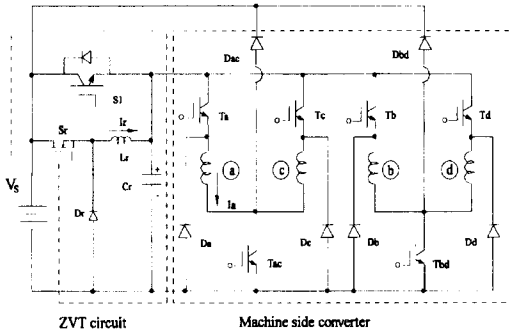 Dac
Dbd
S1
Ta
Tc
Tb
Td
Sr
Ir
Lr
a
c
b
d
Vs
Cr
+
Ia
Dr
Da
Dc
Db
Dd
Tac
Tbd
ZVT circuit
Machine side converter